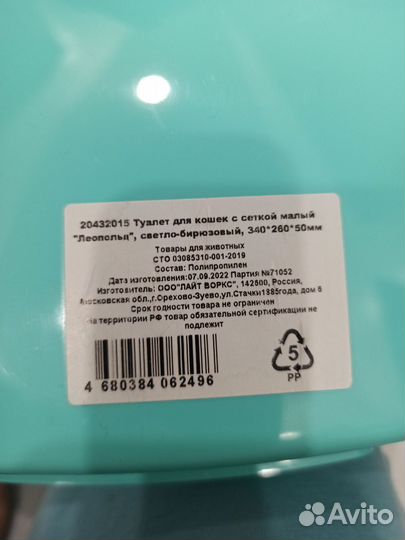 20432015 Туалет для кошек с сеткой малый
"Леопольд", светло-бирюзовый, 340*260*50мм
Товары для животных
СТО 03085310-001-2019
Состав: Полипропилен
Дата изготовления:07.09.2022 Партия №71052
Изготовитель: ООО"ЛАЙТ ВОРКС", 142600, Россия,
Московская обл.,г.Орехово-Зуево,ул.Стачки1885года, дом 6
Срок годности товара не ограничен
На территории РФ товар обязательной сертификации не
подлежит
4 680384 062496
5
PP
Avito